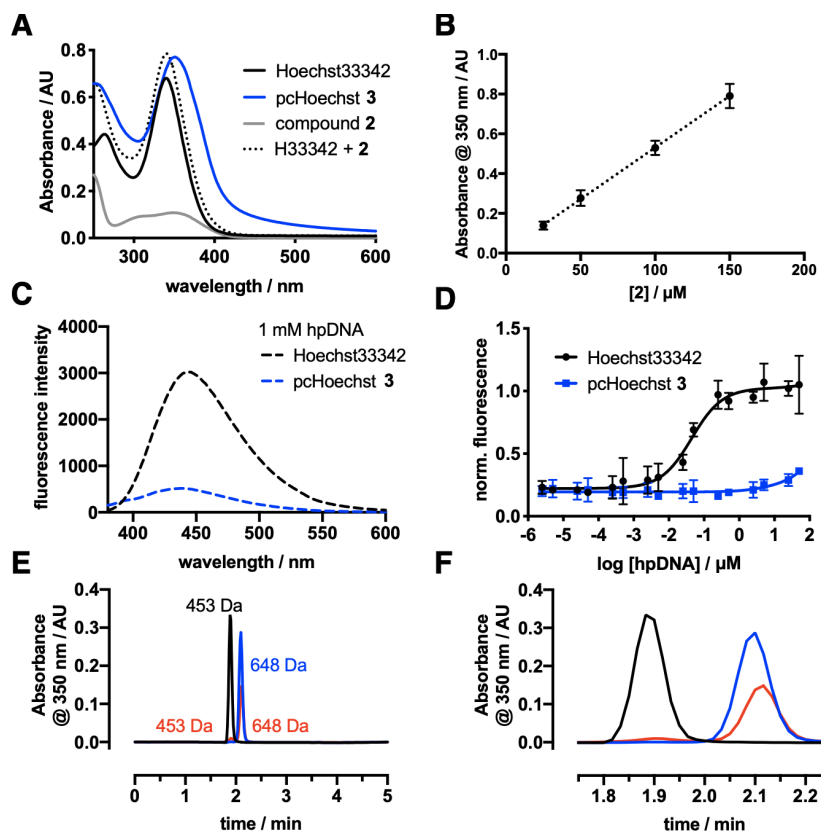 A
Absorbance / AU
0.8
0.6
0.4
0.2
0.0
300
400
500
600
wavelength / nm
Hoechst33342
pcHoechst 3
compound 2
H33342 + 2
B
Absorbance @ 350 nm / AU
1.0
0.8
0.6
0.4
0.2
0.0
0
50
100
150
200
[2] / µM
C
fluorescence intensity
4000
3000
2000
1000
0
400
450
500
550
600
wavelength / nm
1 mM hpDNA
Hoechst33342
pcHoechst 3
D
norm. fluorescence
1.5
1.0
0.5
0.0
-6
-5
-4
-3
-2
-1
0
1
2
log [hpDNA] / µM
Hoechst33342
pcHoechst 3
E
Absorbance
@ 350 nm / AU
0.4
0.3
0.2
0.1
0.0
453 Da
648 Da
453 Da
648 Da
0
1
2
3
4
5
time / min
F
Absorbance
@ 350 nm / AU
0.4
0.3
0.2
0.1
0.0
1.8
1.9
2.0
2.1
2.2
time / min